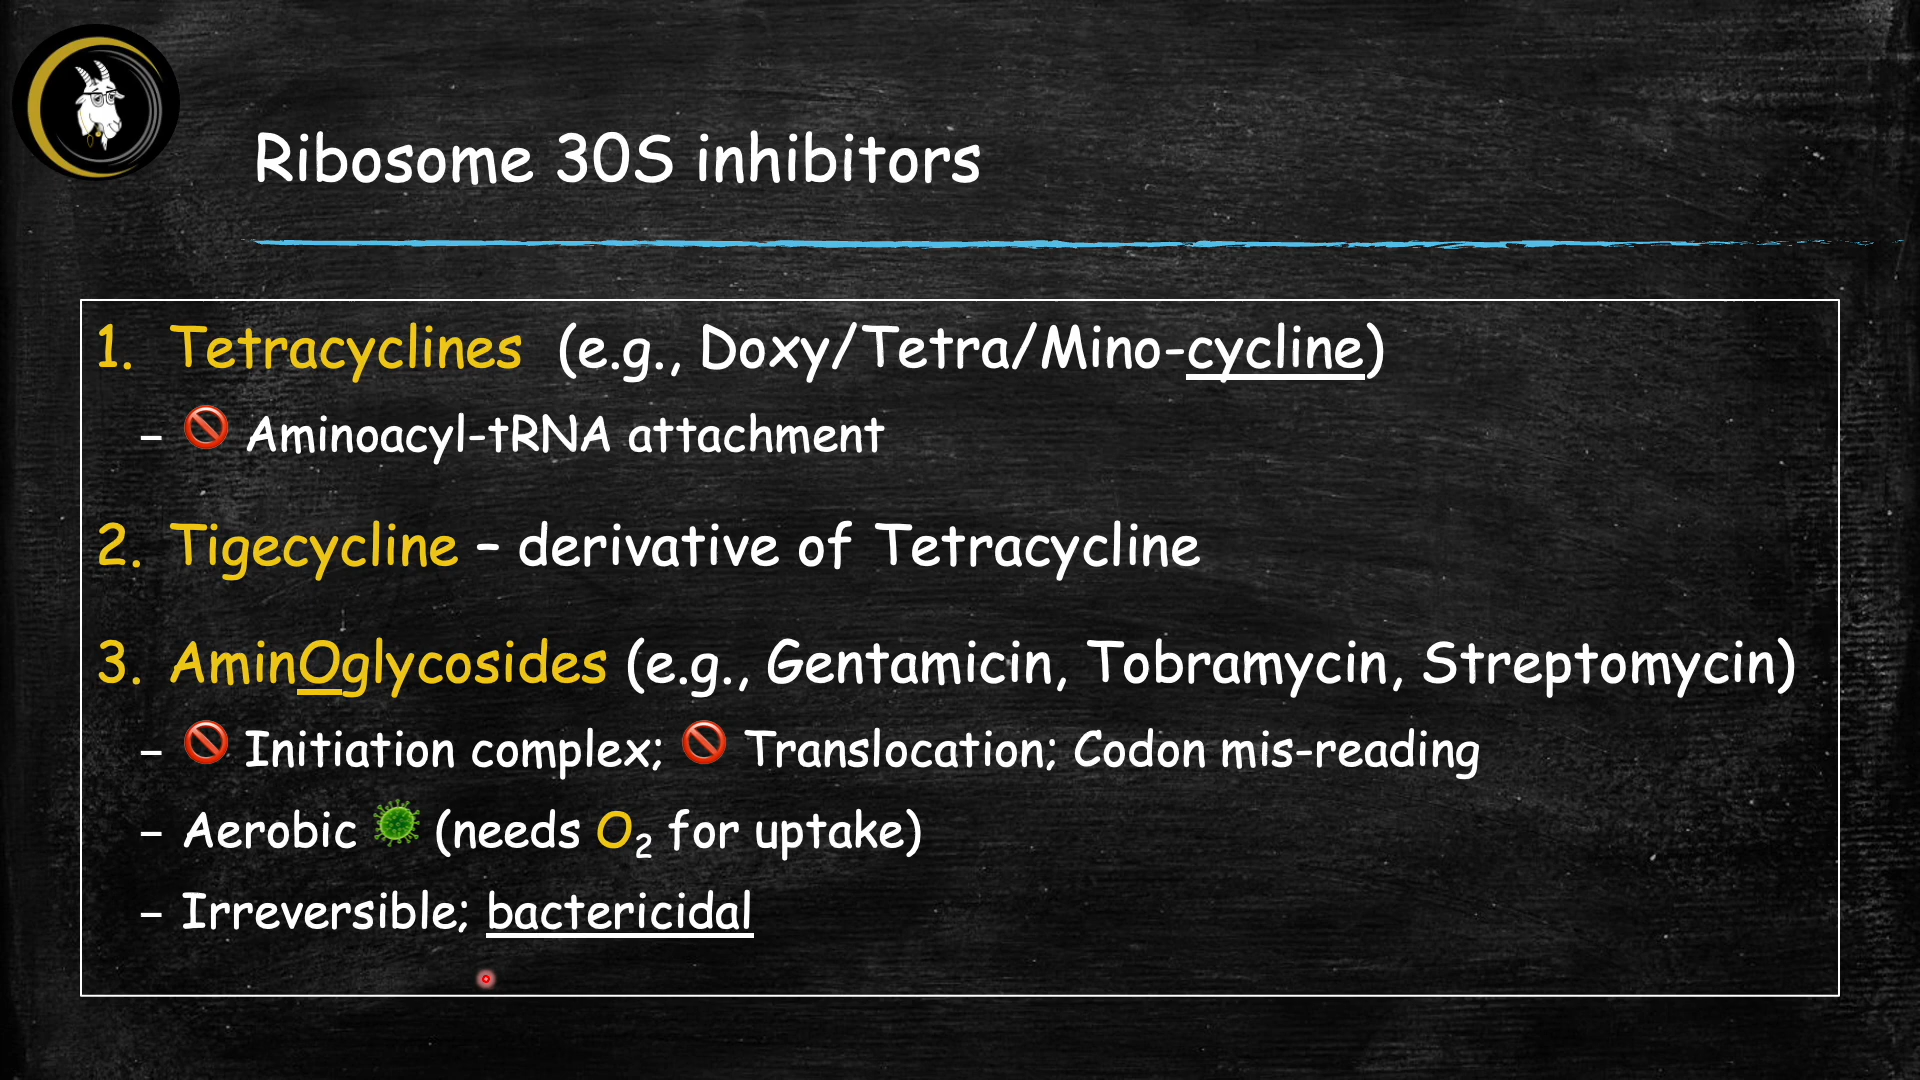 Ribosome 30S inhibitors
1. Tetracyclines (e.g., Doxy/Tetra/Mino-cycline)
– 🚫 Aminoacyl-tRNA attachment
2. Tigecycline – derivative of Tetracycline
3. AminOglycosides (e.g., Gentamicin, Tobramycin, Streptomycin)
– 🚫 Initiation complex; 🚫 Translocation; Codon mis-reading
– Aerobic 🦠 (needs O₂ for uptake)
– Irreversible; bactericidal